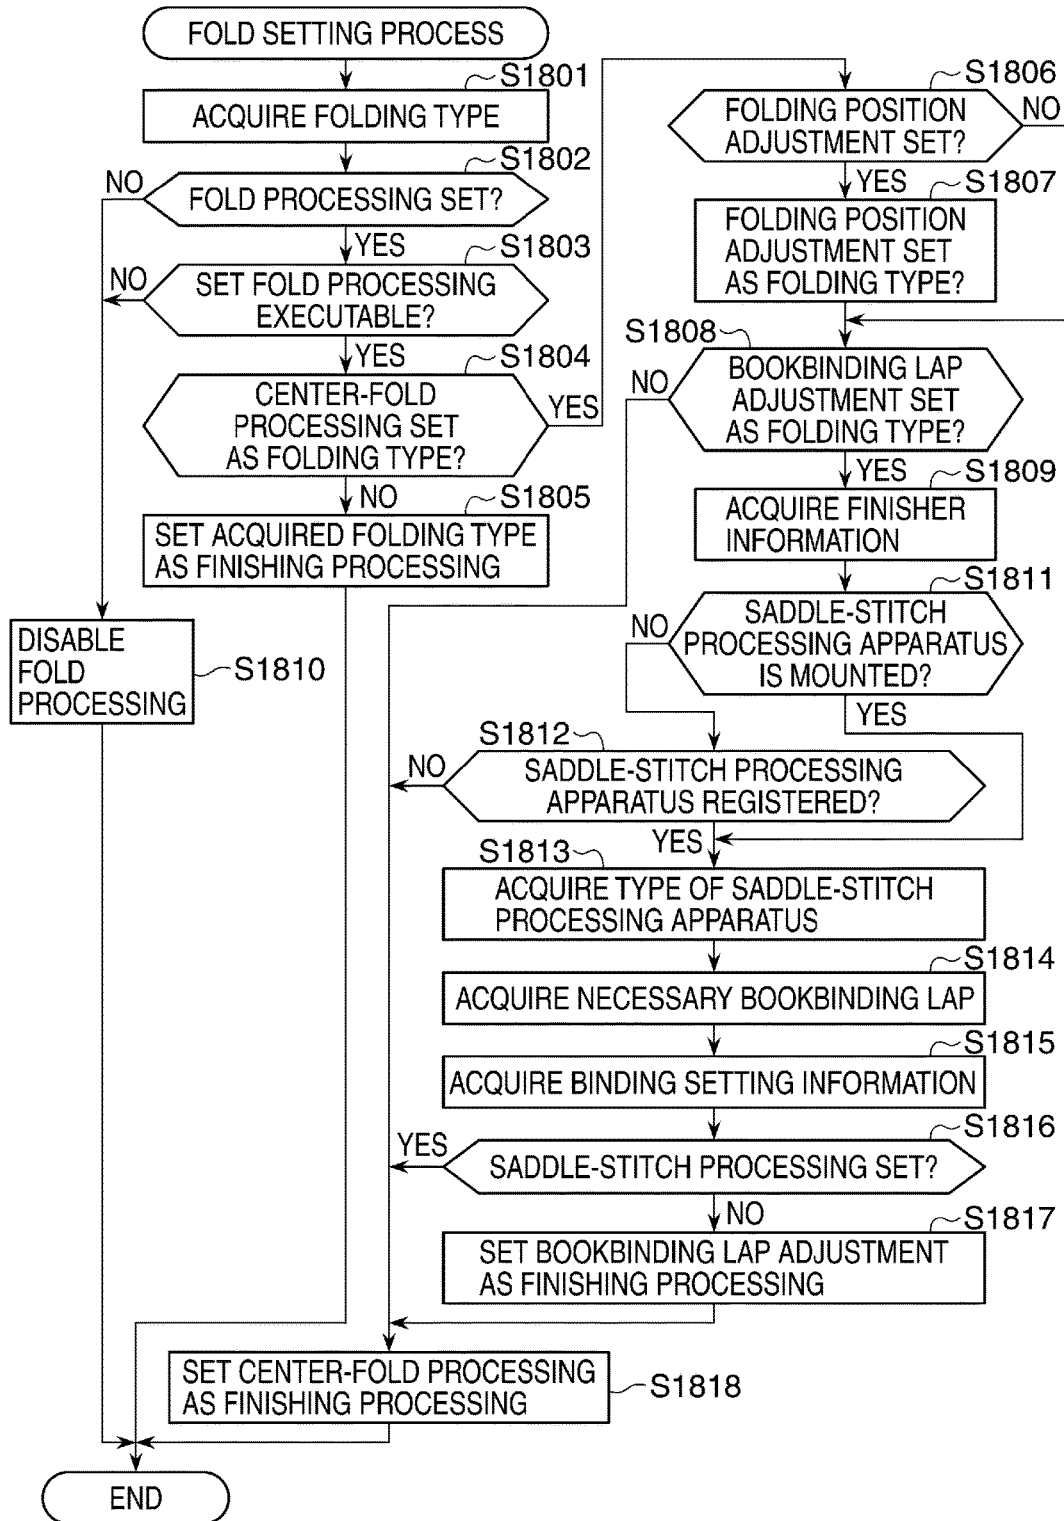 FOLD SETTING PROCESS
S1801
ACQUIRE FOLDING TYPE
S1802
NO
FOLD PROCESSING SET?
YES
S1803
NO
SET FOLD PROCESSING
EXECUTABLE?
YES
S1804
CENTER-FOLD
PROCESSING SET
AS FOLDING TYPE?
YES
NO
S1805
SET ACQUIRED FOLDING TYPE
AS FINISHING PROCESSING
DISABLE
FOLD
PROCESSING
S1810
S1806
FOLDING POSITION
ADJUSTMENT SET?
NO
YES
S1807
FOLDING POSITION
ADJUSTMENT SET
AS FOLDING TYPE?
S1808
NO
BOOKBINDING LAP
ADJUSTMENT SET
AS FOLDING TYPE?
YES
S1809
ACQUIRE FINISHER
INFORMATION
S1811
NO
SADDLE-STITCH
PROCESSING APPARATUS
IS MOUNTED?
YES
S1812
NO
SADDLE-STITCH PROCESSING
APPARATUS REGISTERED?
YES
S1813
ACQUIRE TYPE OF SADDLE-STITCH
PROCESSING APPARATUS
S1814
ACQUIRE NECESSARY BOOKBINDING LAP
S1815
ACQUIRE BINDING SETTING INFORMATION
S1816
YES
SADDLE-STITCH PROCESSING SET?
NO
S1817
SET BOOKBINDING LAP ADJUSTMENT
AS FINISHING PROCESSING
SET CENTER-FOLD PROCESSING
AS FINISHING PROCESSING
S1818
END